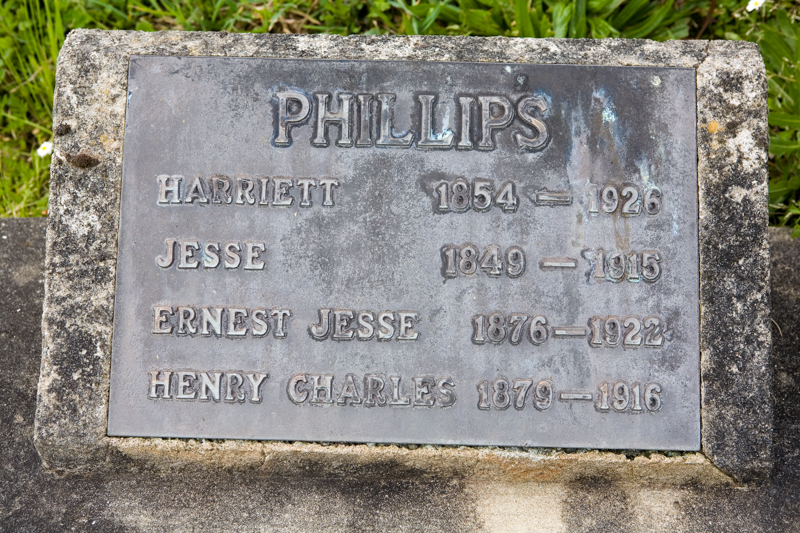 PHILLIPS
HARRIETT 1854 — 1926
JESSE 1849 — 1915
ERNEST JESSE 1876 — 1922
HENRY CHARLES 1879 — 1916